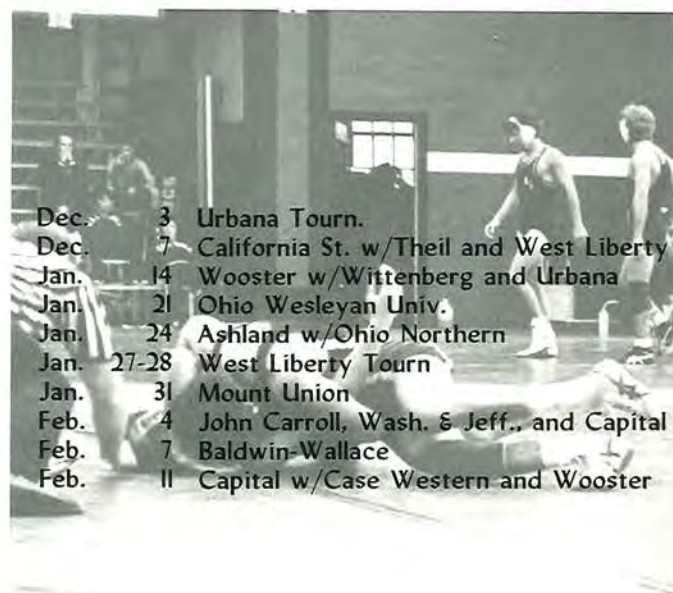 Dec. 3 Urbana Tourn.
Dec. 7 California St. w/Theil and West Liberty
Jan. 14 Wooster w/Wittenberg and Urbana
Jan. 21 Ohio Wesleyan Univ.
Jan. 24 Ashland w/Ohio Northern
Jan. 27-28 West Liberty Tourn
Jan. 31 Mount Union
Feb. 4 John Carroll, Wash. & Jeff., and Capital
Feb. 7 Baldwin-Wallace
Feb. 11 Capital w/Case Western and Wooster